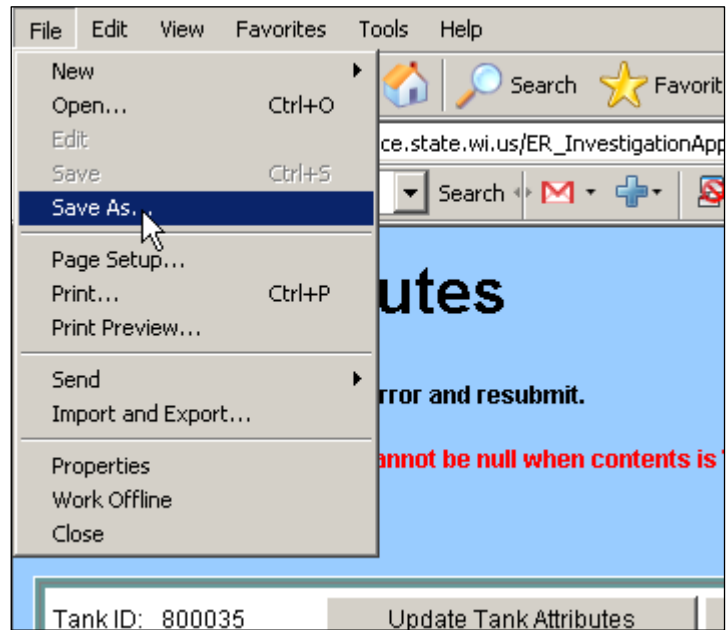 File Edit View Favorites Tools Help
New
Open... Ctrl+O
Edit
Save Ctrl+S
Save As...
Page Setup...
Print... Ctrl+P
Print Preview...
Send
Import and Export...
Properties
Work Offline
Close
Search Favorit
ce.state.wi.us/ER_InvestigationApp
Search
utes
rror and resubmit.
annot be null when contents is
Tank ID: 800035 Update Tank Attributes